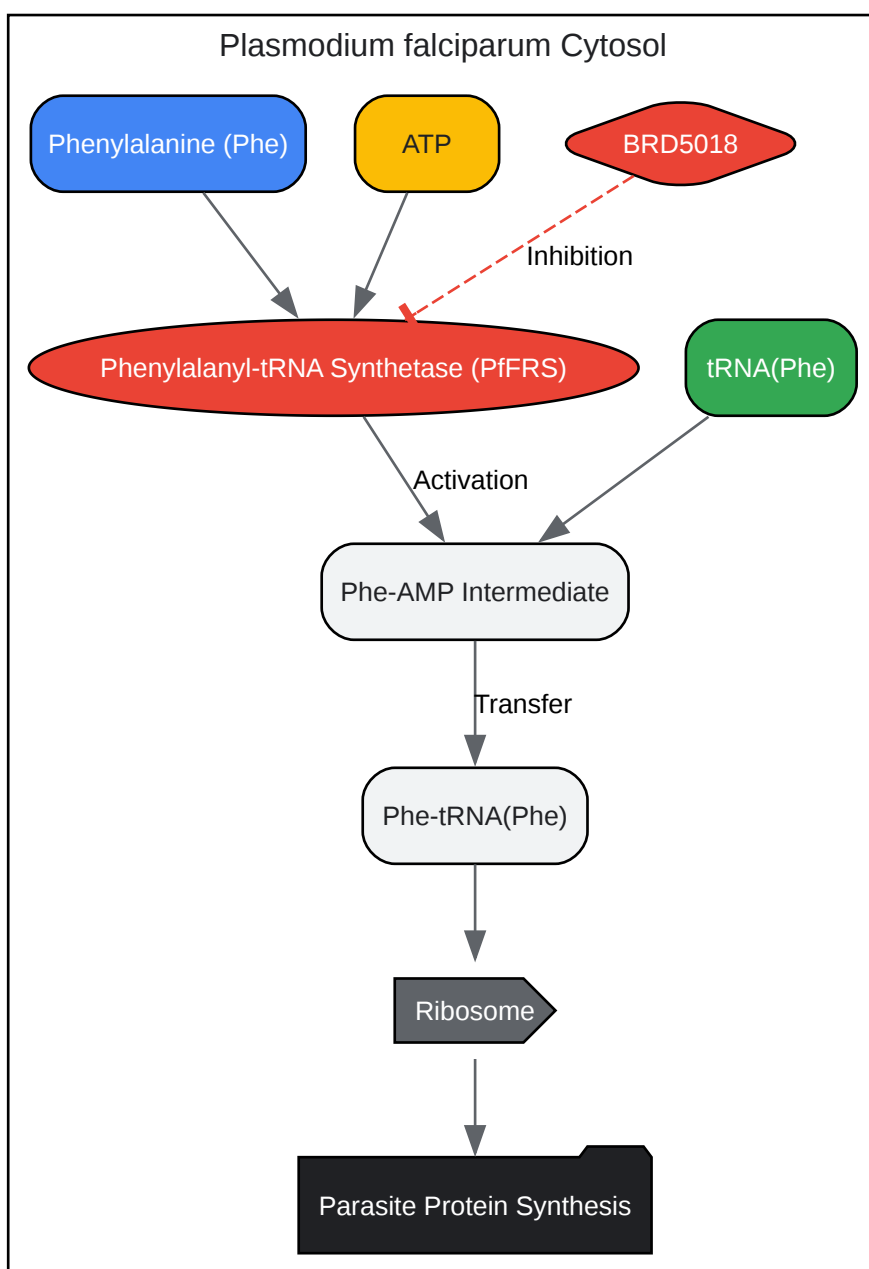 Plasmodium falciparum Cytosol
Phenylalanine (Phe)
ATP
BRD5018
Inhibition
Phenylalanyl-tRNA Synthetase (PfFRS)
tRNA(Phe)
Activation
Phe-AMP Intermediate
Transfer
Phe-tRNA(Phe)
Ribosome
Parasite Protein Synthesis